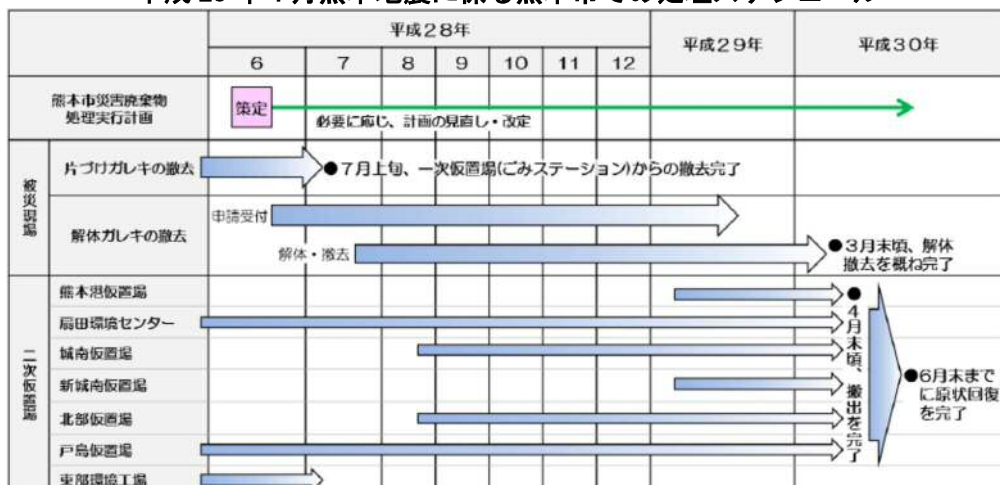 平成28年
平成29年
平成30年
6
7
8
9
10
11
12
熊本市災害廃棄物
処理実行計画
策定
必要に応じ、計画の見直し・改定
被災現場
片づけガレキの撤去
●7月上旬、一次仮置場(ごみステーション)からの撤去完了
解体ガレキの撤去
申請受付
解体・撤去
●3月末頃、解体
撤去を概ね完了
二次仮置場
熊本港仮置場
扇田環境センター
城南仮置場
新城南仮置場
北部仮置場
戸島仮置場
東部環境工場
●4月末頃、搬出を完了
●6月末まで
に原状回復
を完了